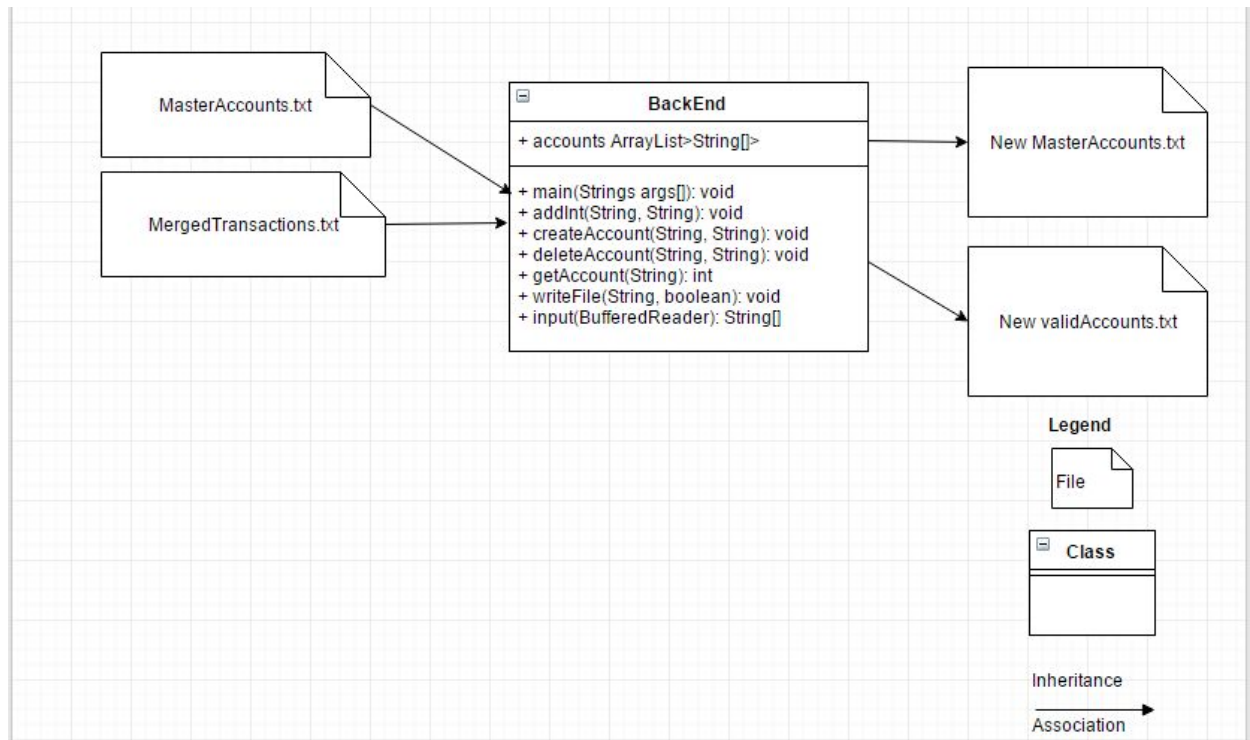 MasterAccounts.txt
MergedTransactions.txt
BackEnd
+ accounts ArrayList>String[]>
+ main(Strings args[]): void
+ addInt(String, String): void
+ createAccount(String, String): void
+ deleteAccount(String, String): void
+ getAccount(String): int
+ writeFile(String, boolean): void
+ input(BufferedReader): String[]
New MasterAccounts.txt
New validAccounts.txt
Legend
File
Class
Inheritance
Association